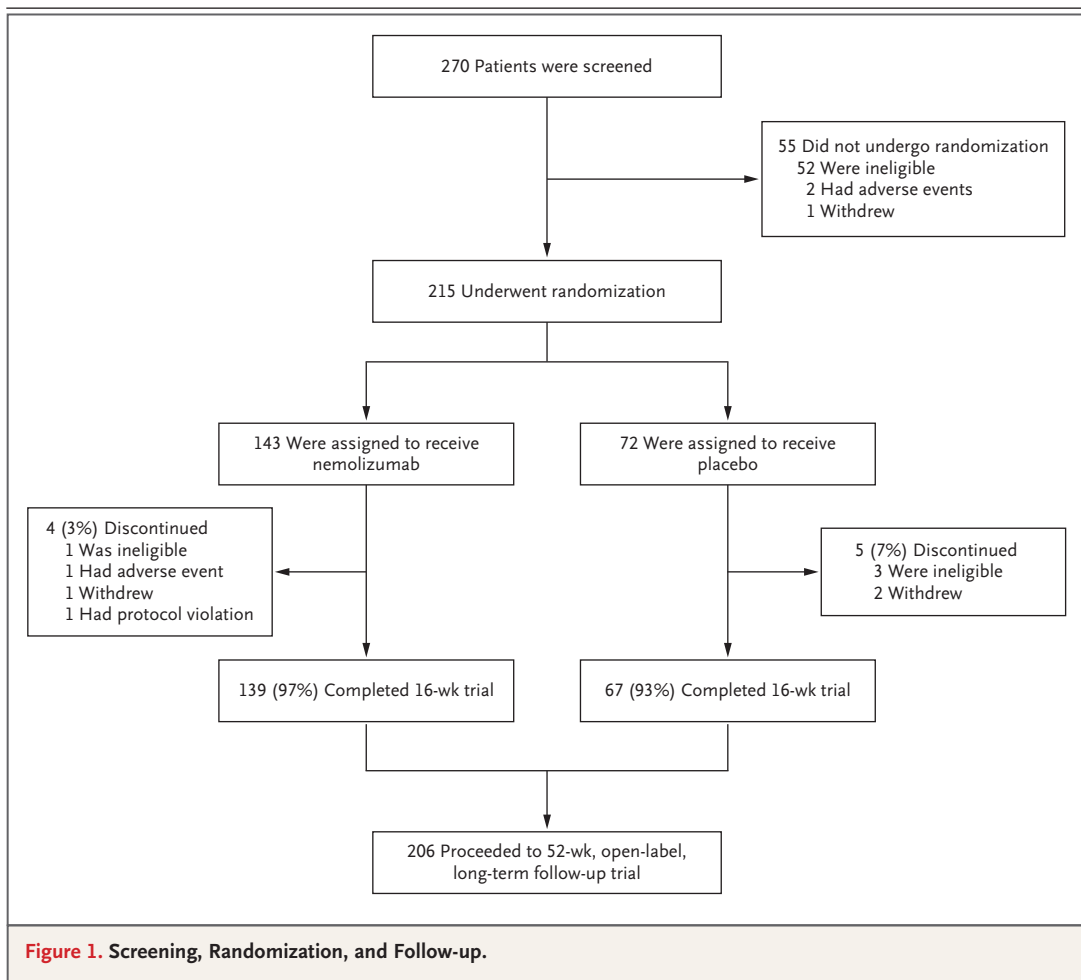 270 Patients were screened
55 Did not undergo randomization
52 Were ineligible
2 Had adverse events
1 Withdrew
215 Underwent randomization
143 Were assigned to receive
nemolizumab
72 Were assigned to receive
placebo
4 (3%) Discontinued
1 Was ineligible
1 Had adverse event
1 Withdrew
1 Had protocol violation
5 (7%) Discontinued
3 Were ineligible
2 Withdrew
139 (97%) Completed 16-wk trial
67 (93%) Completed 16-wk trial
206 Proceeded to 52-wk, open-label,
long-term follow-up trial
Figure 1. Screening, Randomization, and Follow-up.